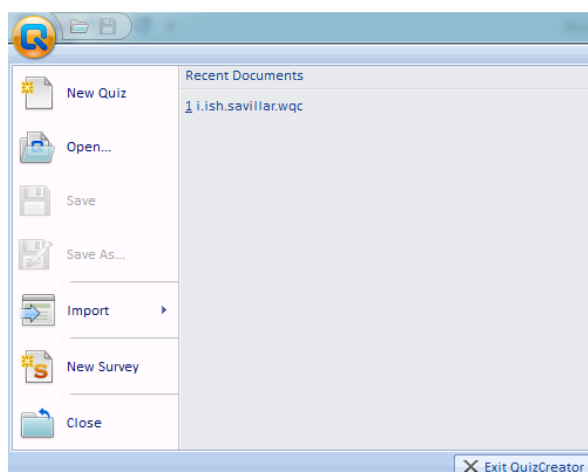 New Quiz
Open...
Save
Save As...
Import
New Survey
Close
Recent Documents
1 i.ish.savillar.wqc
Exit QuizCreator